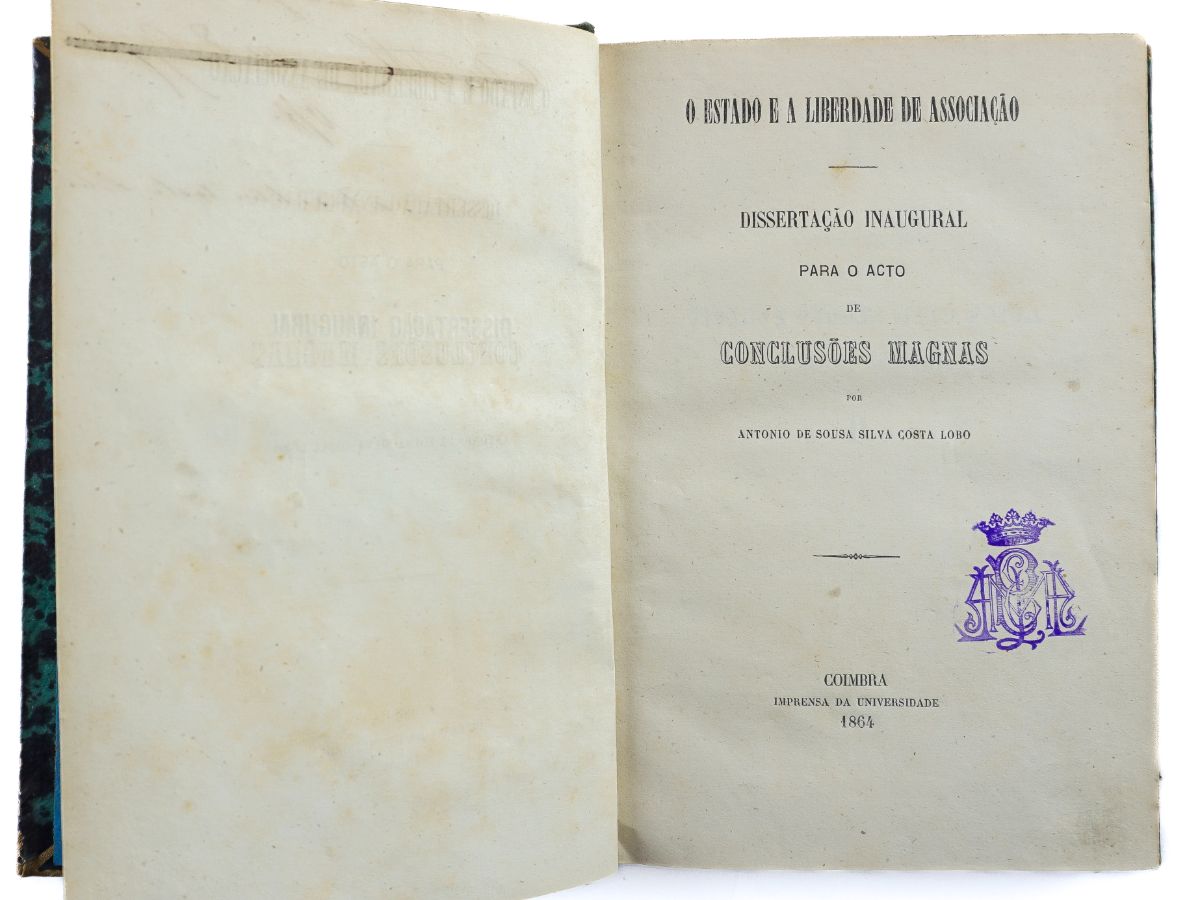 O ESTADO E A LIBERDADE DE ASSOCIAÇÃO
DISSERTAÇÃO INAUGURAL
PARA O ACTO
DE
CONCLUSÕES MAGNAS
POR
ANTONIO DE SOUSA SILVA COSTA LOBO
COIMBRA
IMPRENSA DA UNIVERSIDADE
1864